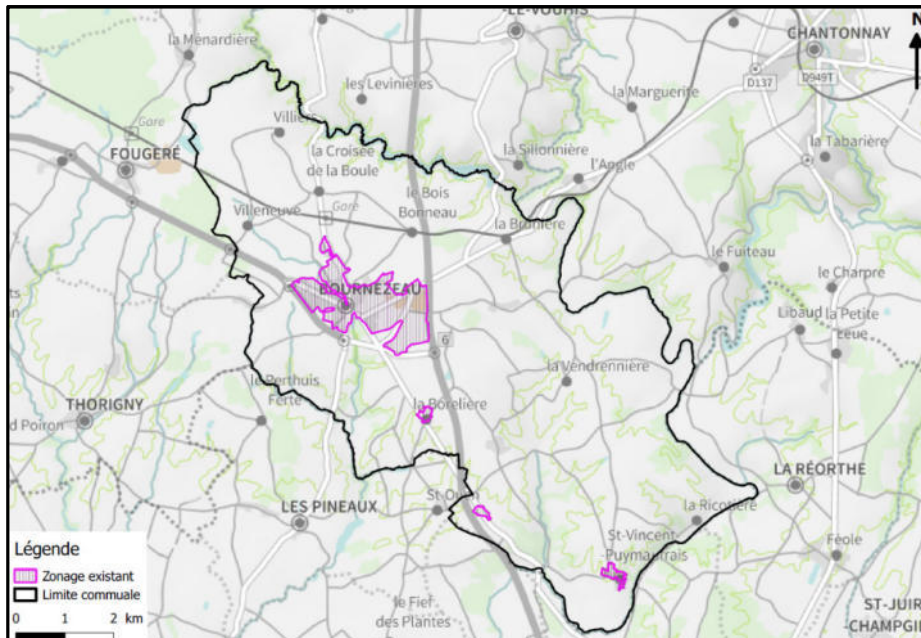 -LE-VOUHIS
N
la Ménardière
CHANTONNAY
D137
D949T
les Levinières
la Marguerite
Gare
Villiers
la Tabarière
FOUGERÉ
la Croisée
de la Boule
la Sillonnière
l'Angle
le Bois
Bonneau
Villeneuve
Gare
la Brunière
le Fuiteau
le Charpre
BOURNEZEAU
Libaud
la Petite
Leue
6
la Vendrennière
le Perthuis
Ferté
la Borelière
THORIGNY
d Poiron
LA RÉORTHE
St-Ouen
la Ricotière
LES PINEAUX
St-Vincent-
Puymaufrais
Féole
Légende
Zonage existant
Limite communale
0 1 2 km
le Fief
des Plantes
ST-JUIRE
-CHAMPGIL